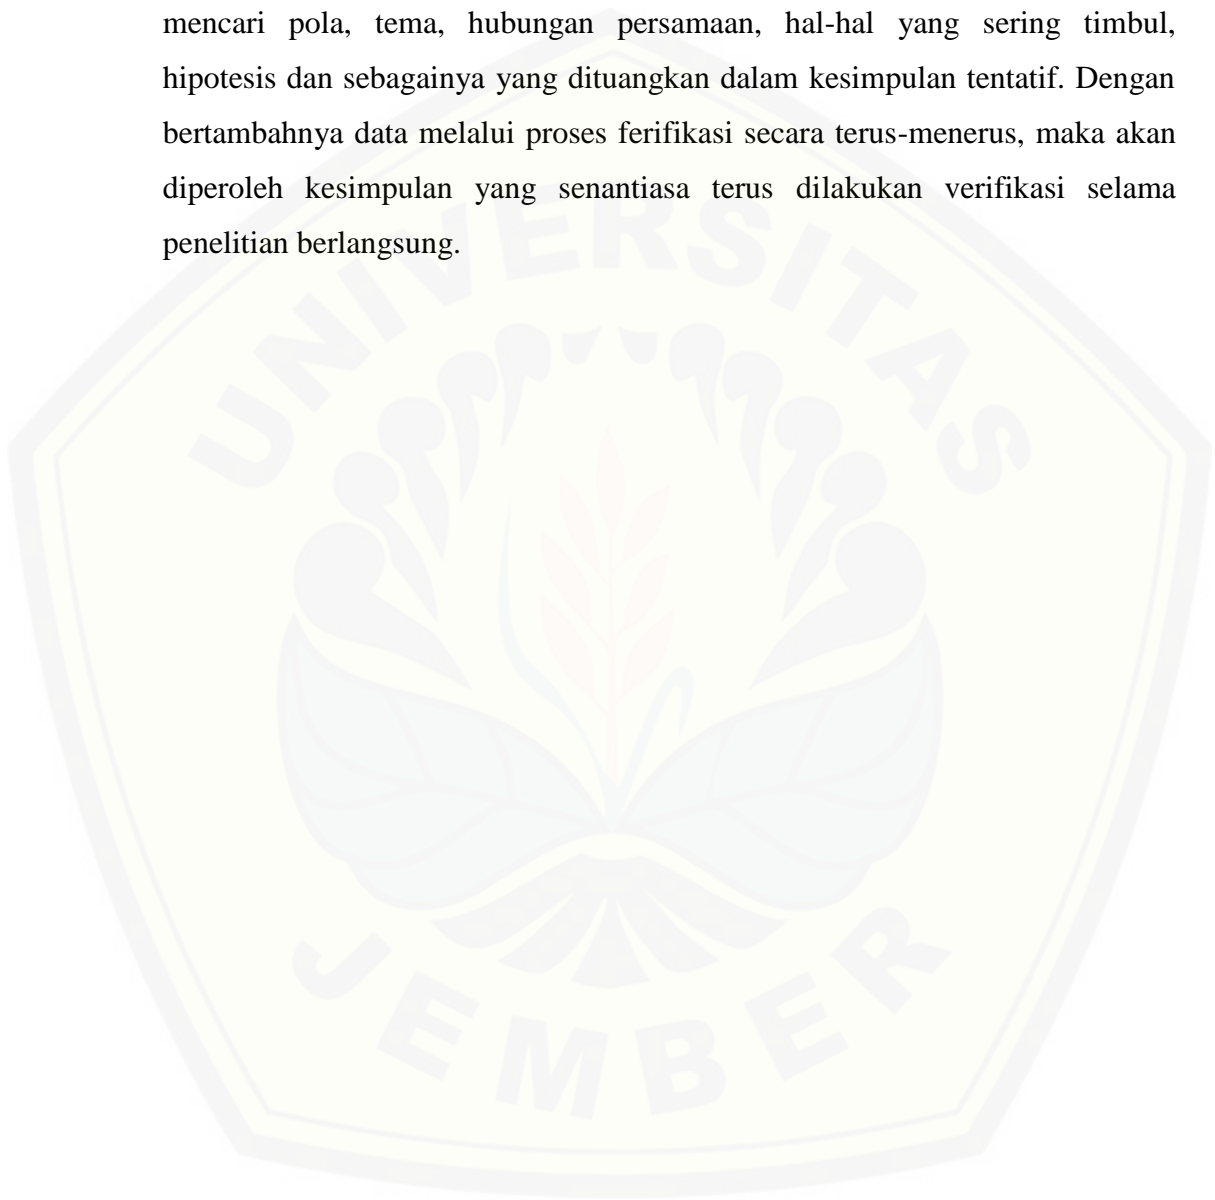 mencari pola, tema, hubungan persamaan, hal-hal yang sering timbul,
hipotesis dan sebagainya yang dituangkan dalam kesimpulan tentatif. Dengan
bertambahnya data melalui proses ferifikasi secara terus-menerus, maka akan
diperoleh kesimpulan yang senantiasa terus dilakukan verifikasi selama
penelitian berlangsung.
UNIVERSITAS
JEMBER